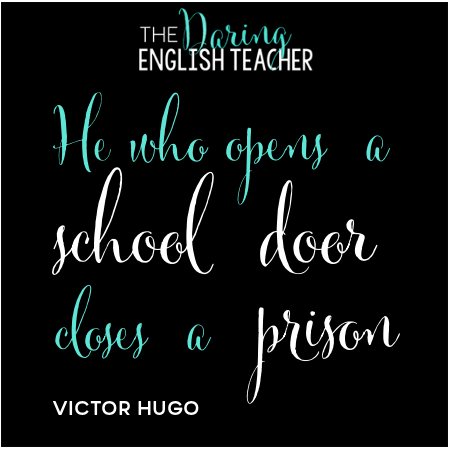 THE Daring
ENGLISH TEACHER
He who opens a
school door
closes a prison
VICTOR HUGO